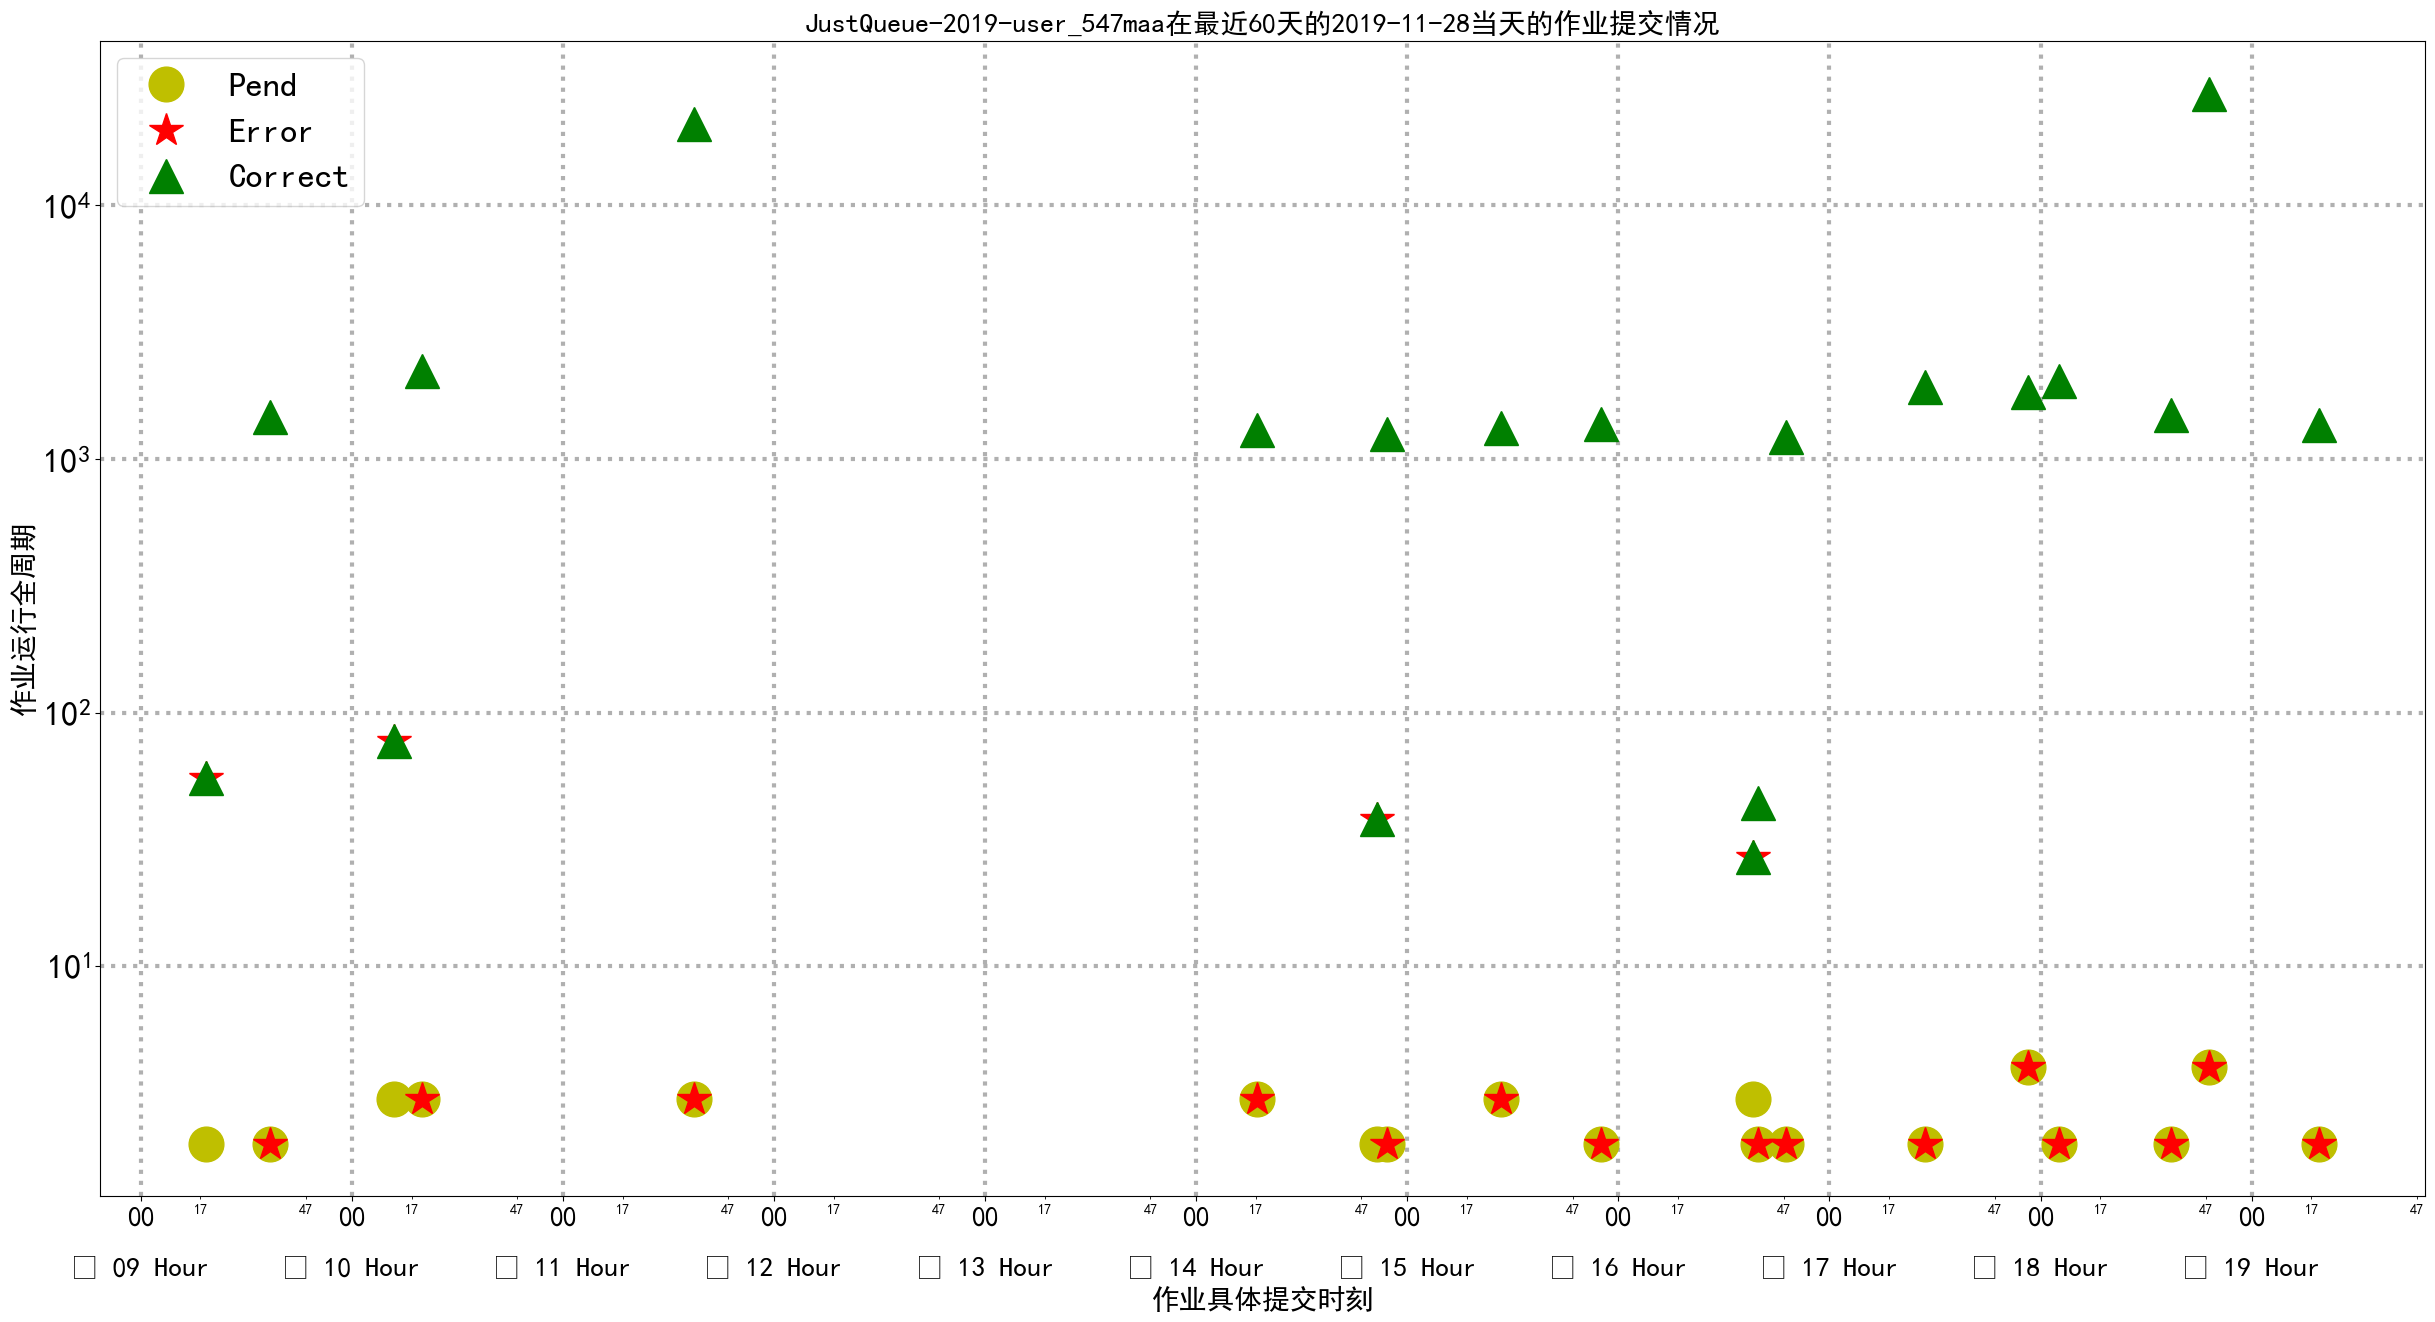 JustQueue-2019-user_547maa在最近60天的2019-11-28当天的作业提交情况
Pend
Error
Correct
10⁴
10³
10²
10¹
作业运行全周期
00 17 47 00 17 47 00 17 47 00 17 47 00 17 47 00 17 47 00 17 47 00 17 47 00 17 47 00 17 47 00 17 47
□ 09 Hour □ 10 Hour □ 11 Hour □ 12 Hour □ 13 Hour □ 14 Hour □ 15 Hour □ 16 Hour □ 17 Hour □ 18 Hour □ 19 Hour
作业具体提交时刻